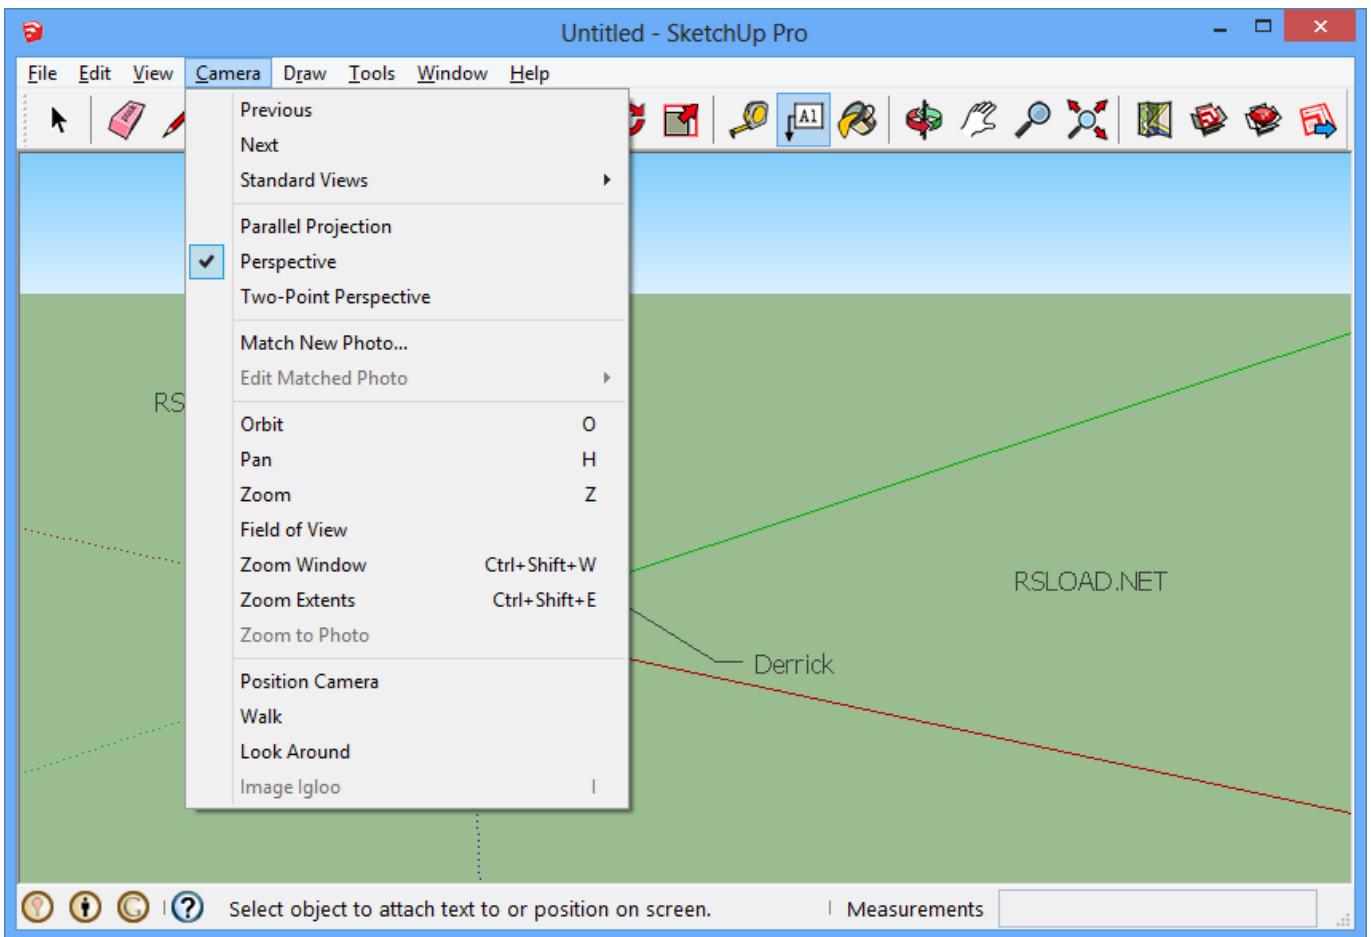 Untitled - SketchUp Pro
File Edit View Camera Draw Tools Window Help
A1
Previous
Next
Standard Views
Parallel Projection
Perspective
Two-Point Perspective
Match New Photo...
Edit Matched Photo
RS
Orbit O
Pan H
Zoom Z
Field of View
Zoom Window Ctrl+Shift+W
Zoom Extents Ctrl+Shift+E
RSLOAD.NET
Zoom to Photo
Derrick
Position Camera
Walk
Look Around
Image Igloo I
Select object to attach text to or position on screen. Measurements